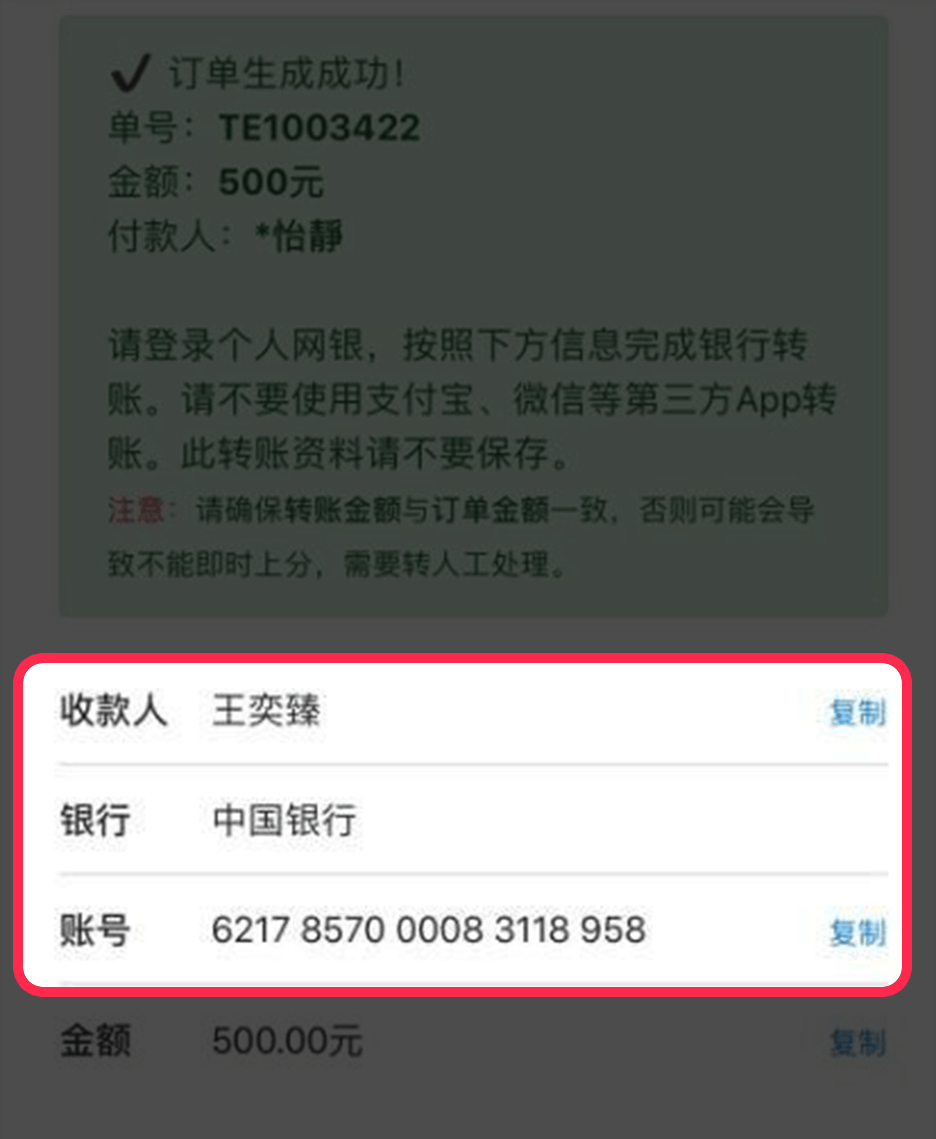 ✔ 订单生成成功！
单号：TE1003422
金额：500元
付款人：*怡靜
请登录个人网银，按照下方信息完成银行转
账。请不要使用支付宝、微信等第三方App转
账。此转账资料请不要保存。
注意：请确保转账金额与订单金额一致，否则可能会导
致不能即时上分，需要转人工处理。
收款人 王奕臻 复制
银行 中国银行
账号 6217 8570 0008 3118 958 复制
金额 500.00元 复制